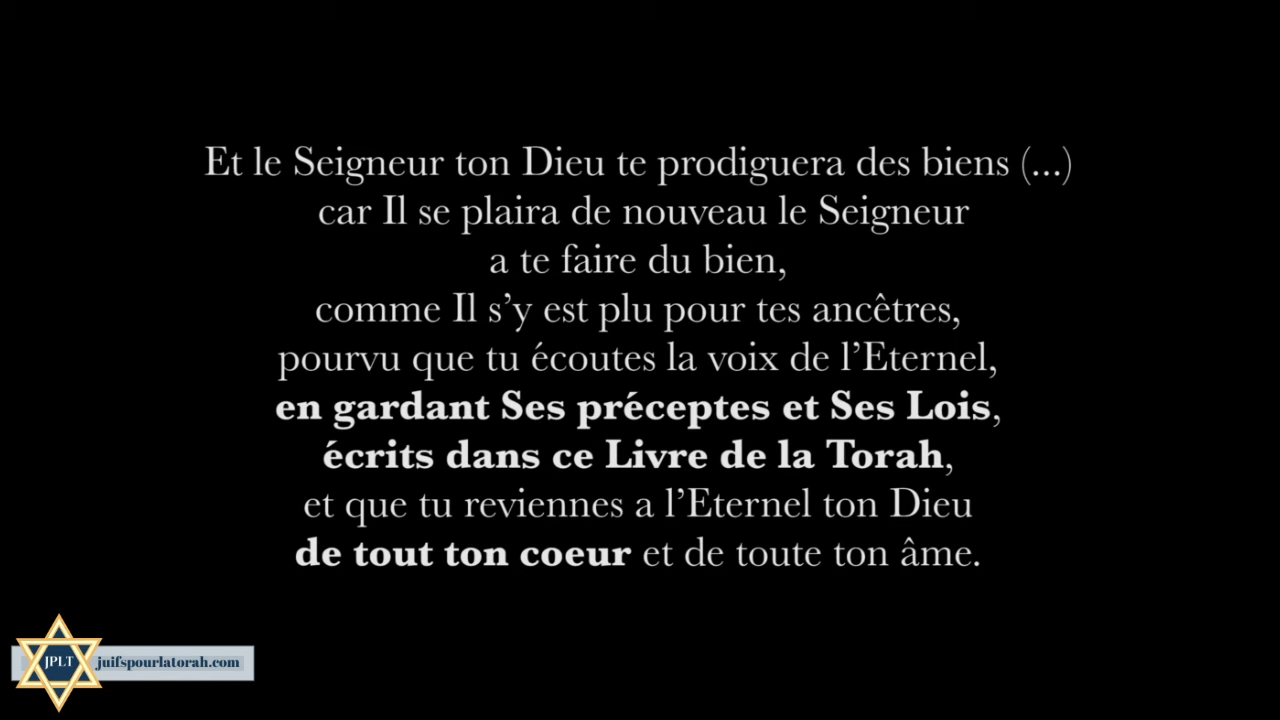 Et le Seigneur ton Dieu te prodiguera des biens (...)
car Il se plaira de nouveau le Seigneur
a te faire du bien,
comme Il s’y est plu pour tes ancêtres,
pourvu que tu écoutes la voix de l’Eternel,
en gardant Ses préceptes et Ses Lois,
écrits dans ce Livre de la Torah,
et que tu reviennes a l’Eternel ton Dieu
de tout ton coeur et de toute ton âme.
JPLT juifspourlatorah.com